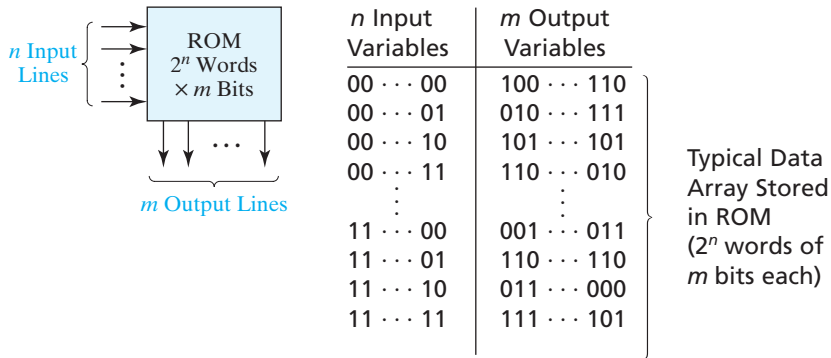 n Input
Lines
ROM
2ⁿ Words
× m Bits
⋮
···
m Output Lines
n Input m Output
Variables Variables
00 ··· 00 100 ··· 110
00 ··· 01 010 ··· 111
00 ··· 10 101 ··· 101
00 ··· 11 110 ··· 010
⋮ ⋮
11 ··· 00 001 ··· 011
11 ··· 01 110 ··· 110
11 ··· 10 011 ··· 000
11 ··· 11 111 ··· 101
Typical Data
Array Stored
in ROM
(2ⁿ words of
m bits each)